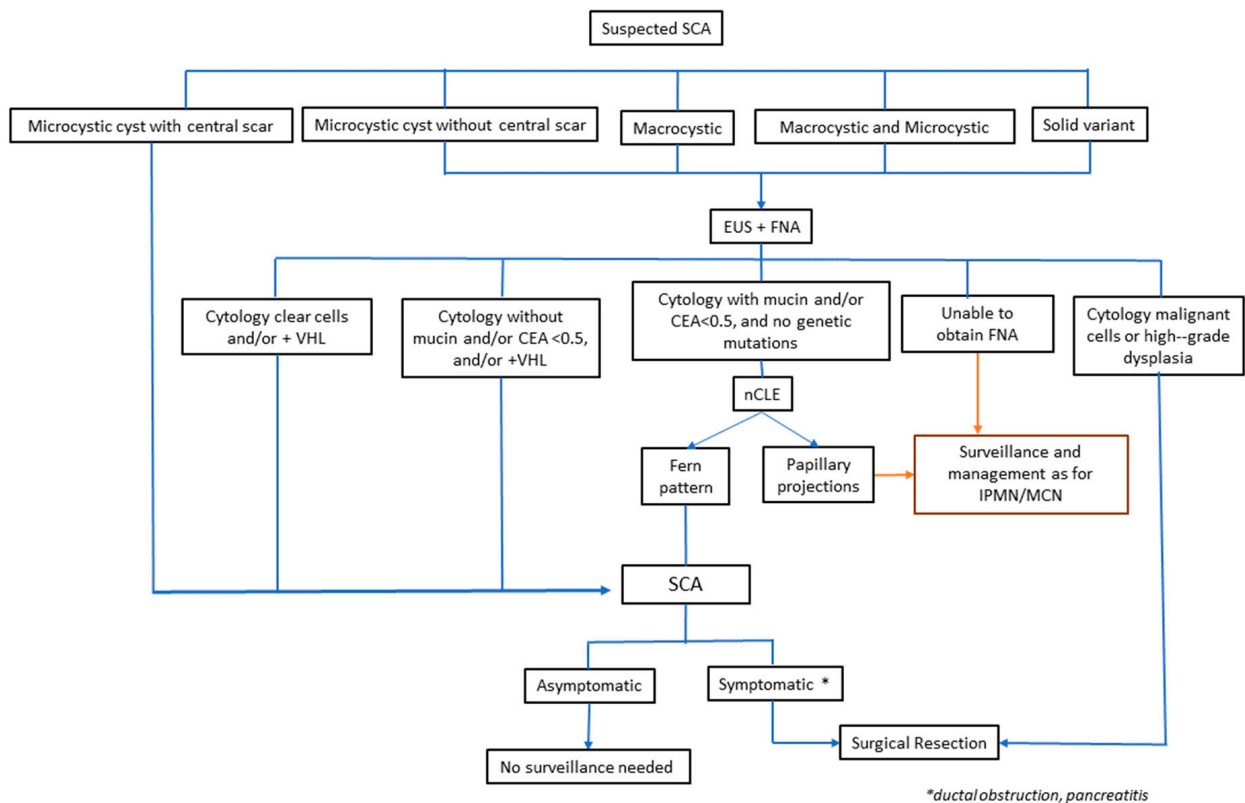 Suspected SCA
Microcystic cyst with central scar
Microcystic cyst without central scar
Macrocystic
Macrocystic and Microcystic
Solid variant
EUS + FNA
Cytology clear cells
and/or + VHL
Cytology without
mucin and/or CEA <0.5,
and/or +VHL
Cytology with mucin and/or
CEA<0.5, and no genetic
mutations
Unable to
obtain FNA
Cytology malignant
cells or high--grade
dysplasia
nCLE
Fern
pattern
Papillary
projections
Surveillance and
management as for
IPMN/MCN
SCA
Asymptomatic
Symptomatic *
No surveillance needed
Surgical Resection
*ductal obstruction, pancreatitis